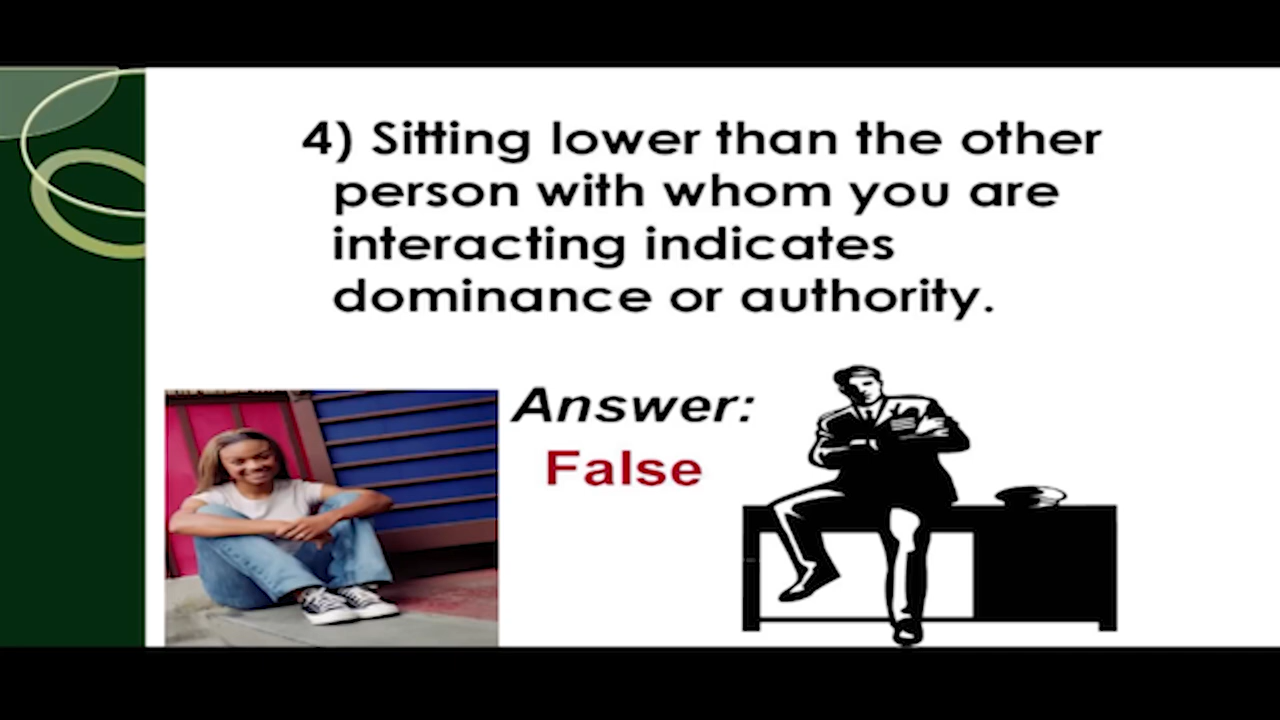 4) Sitting lower than the other
person with whom you are
interacting indicates
dominance or authority.
Answer:
False